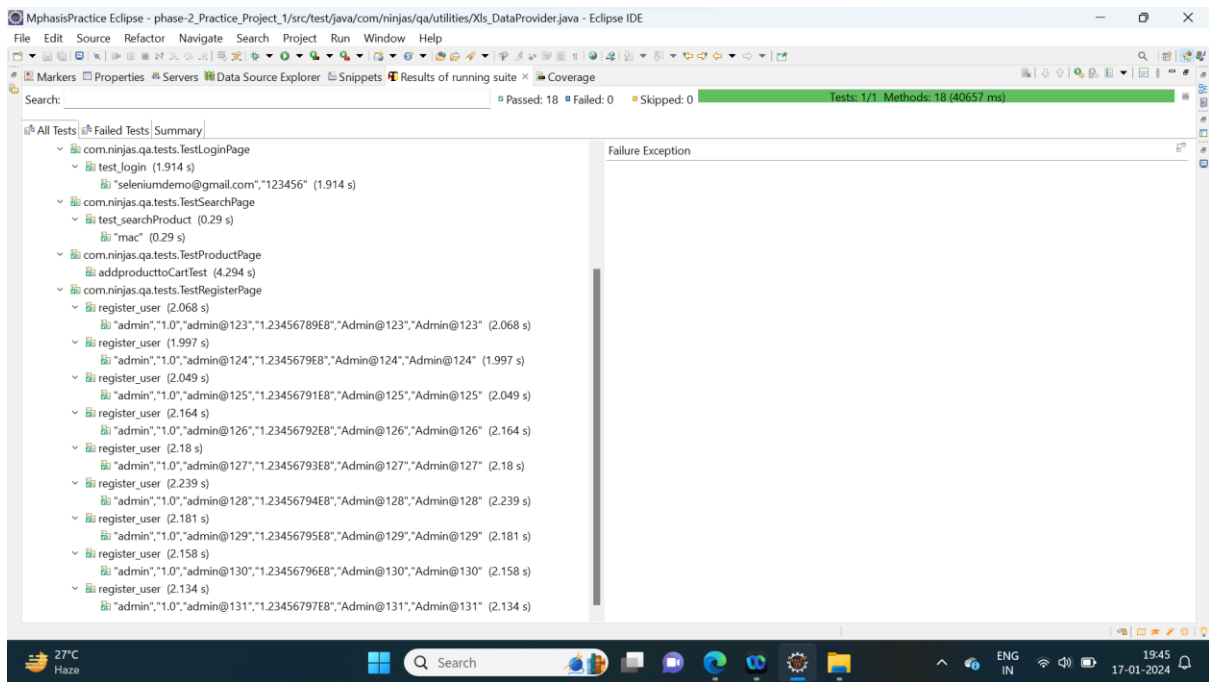 MphasisPractice Eclipse - phase-2_Practice_Project_1/src/test/java/com/ninjas/qa/utilities/Xls_DataProvider.java - Eclipse IDE
File Edit Source Refactor Navigate Search Project Run Window Help
Markers Properties Servers Data Source Explorer Snippets Results of running suite × Coverage
Search: Passed: 18 Failed: 0 Skipped: 0 Tests: 1/1 Methods: 18 (40657 ms)
All Tests Failed Tests Summary
Failure Exception
com.ninjas.qa.tests.TestLoginPage
test_login (1.914 s)
"seleniumdemo@gmail.com","123456" (1.914 s)
com.ninjas.qa.tests.TestSearchPage
test_searchProduct (0.29 s)
"mac" (0.29 s)
com.ninjas.qa.tests.TestProductPage
addproducttoCartTest (4.294 s)
com.ninjas.qa.tests.TestRegisterPage
register_user (2.068 s)
"admin","1.0","admin@123","1.23456789E8","Admin@123","Admin@123" (2.068 s)
register_user (1.997 s)
"admin","1.0","admin@124","1.2345679E8","Admin@124","Admin@124" (1.997 s)
register_user (2.049 s)
"admin","1.0","admin@125","1.23456791E8","Admin@125","Admin@125" (2.049 s)
register_user (2.164 s)
"admin","1.0","admin@126","1.23456792E8","Admin@126","Admin@126" (2.164 s)
register_user (2.18 s)
"admin","1.0","admin@127","1.23456793E8","Admin@127","Admin@127" (2.18 s)
register_user (2.239 s)
"admin","1.0","admin@128","1.23456794E8","Admin@128","Admin@128" (2.239 s)
register_user (2.181 s)
"admin","1.0","admin@129","1.23456795E8","Admin@129","Admin@129" (2.181 s)
register_user (2.158 s)
"admin","1.0","admin@130","1.23456796E8","Admin@130","Admin@130" (2.158 s)
register_user (2.134 s)
"admin","1.0","admin@131","1.23456797E8","Admin@131","Admin@131" (2.134 s)
27°C
Haze
Search
ENG
IN
19:45
17-01-2024